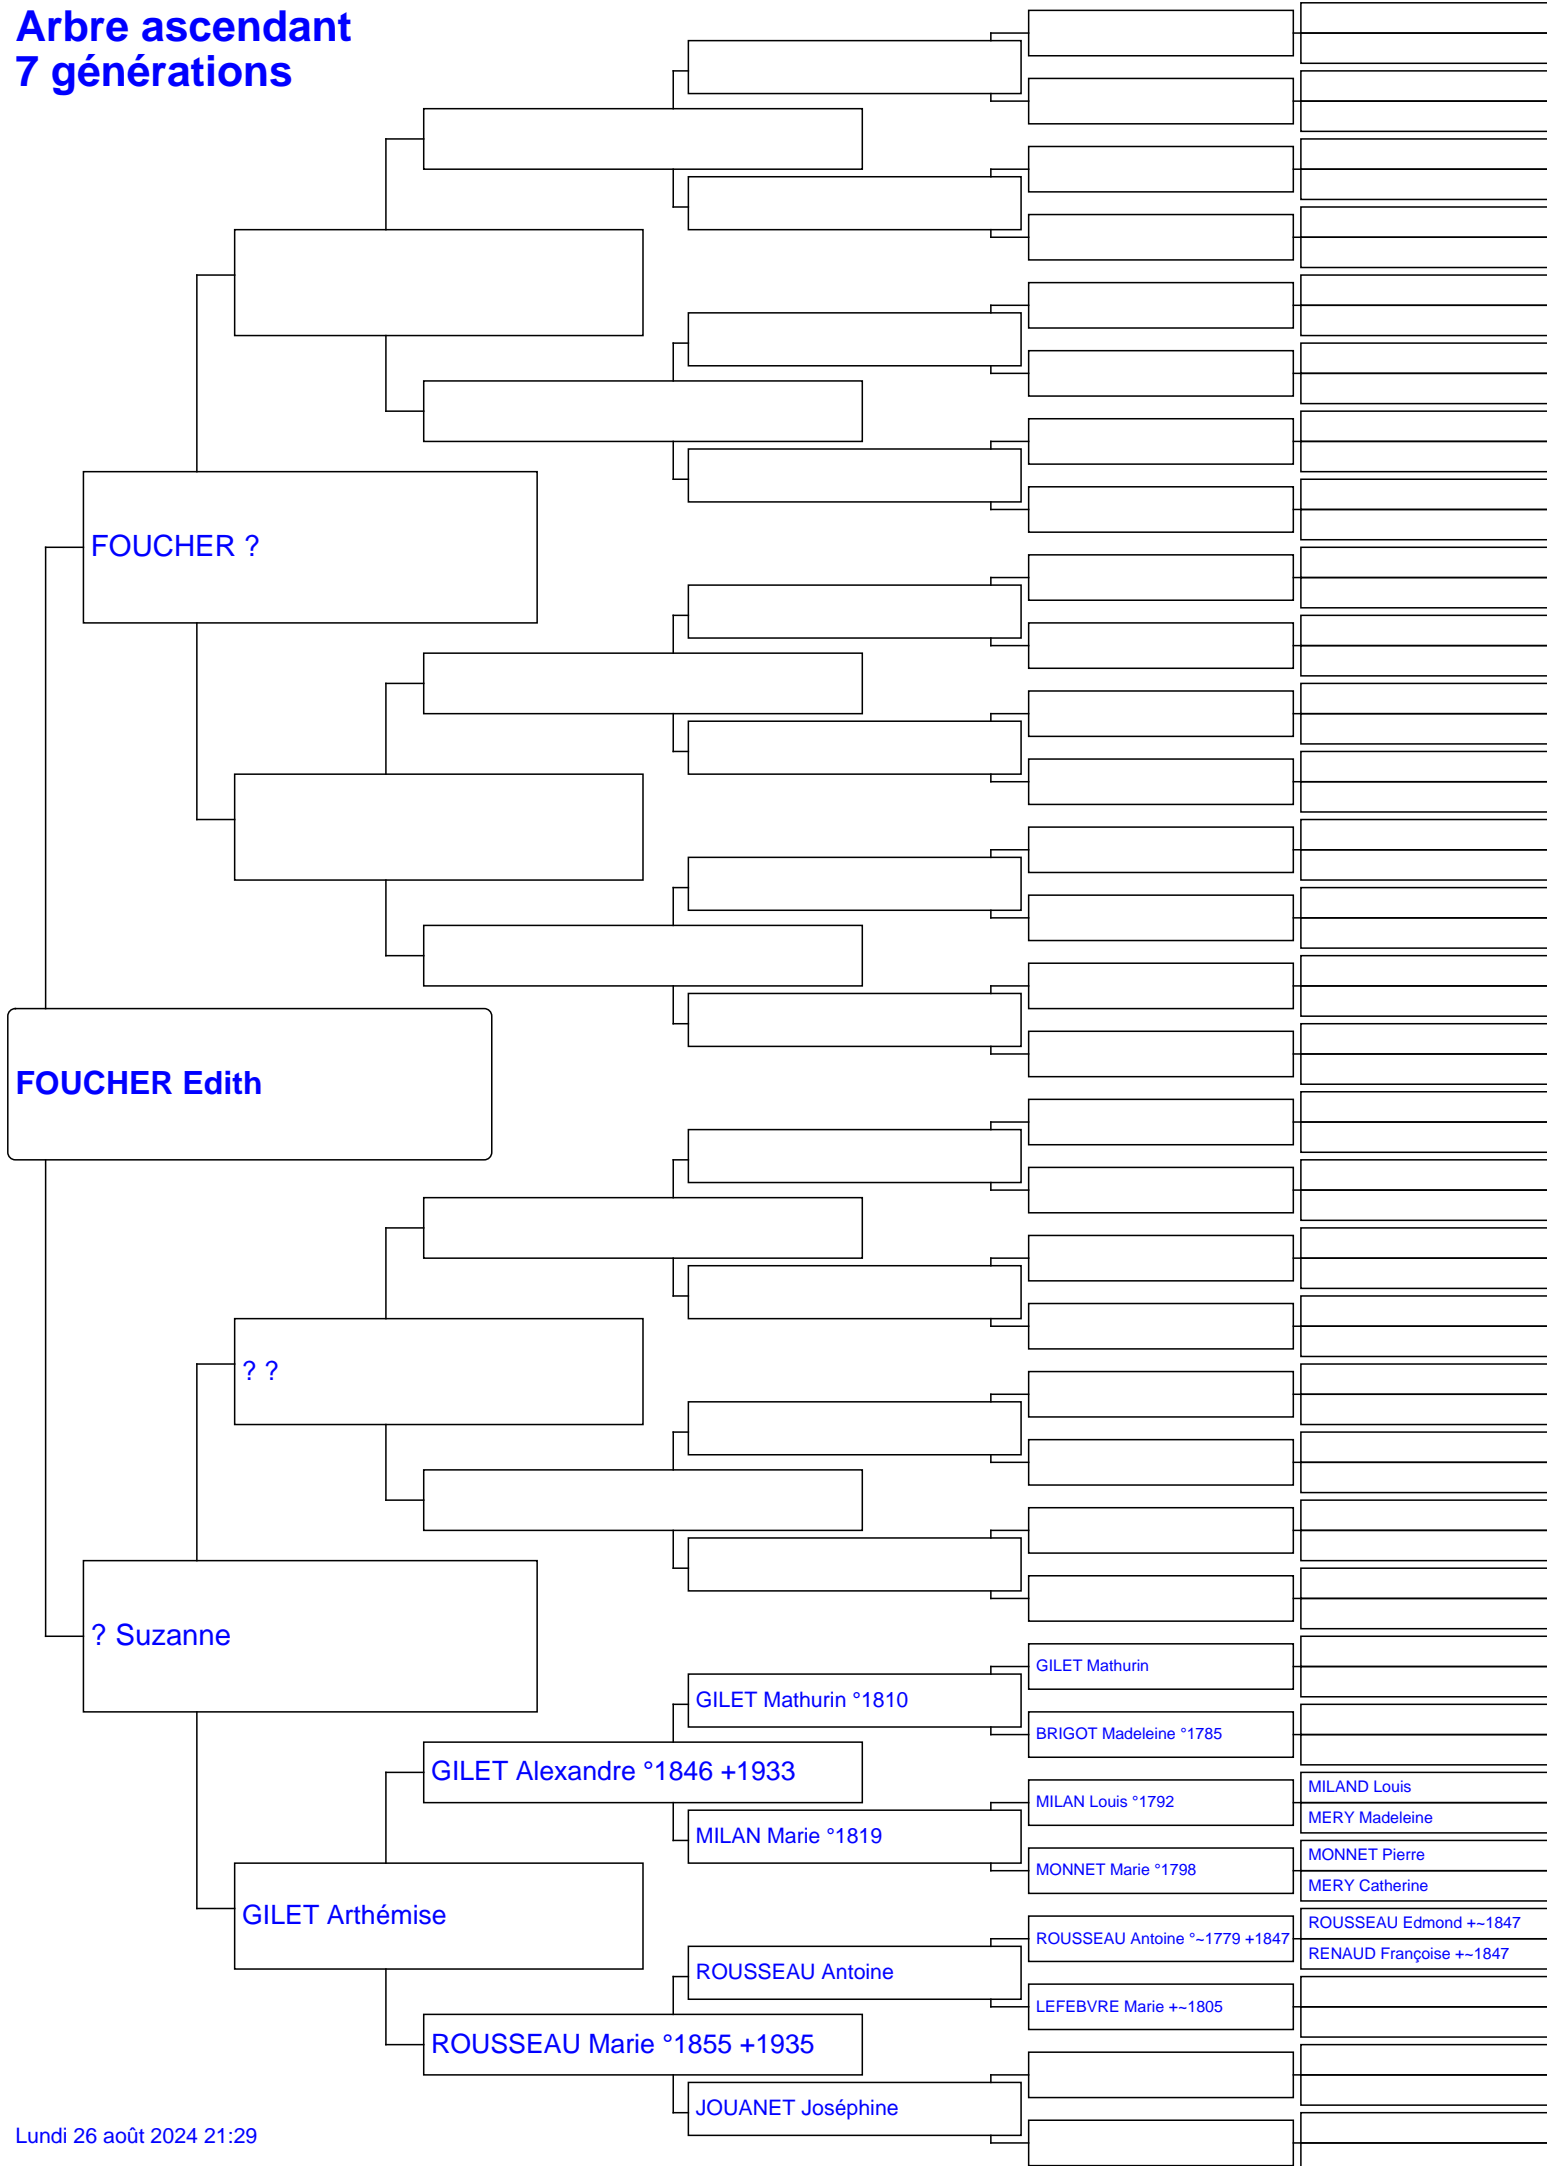 Arbre ascendant
7 générations
FOUCHER ?
FOUCHER Edith
? ?
? Suzanne
GILET Mathurin
GILET Mathurin °1810
BRIGOT Madeleine °1785
GILET Alexandre °1846 +1933
MILAND Louis
MILAN Louis °1792
MERY Madeleine
MILAN Marie °1819
MONNET Pierre
MONNET Marie °1798
MERY Catherine
GILET Arthémise
ROUSSEAU Edmond +~1847
ROUSSEAU Antoine °~1779 +1847
RENAUD Françoise +~1847
ROUSSEAU Antoine
LEFEBVRE Marie +~1805
ROUSSEAU Marie °1855 +1935
JOUANET Joséphine
Lundi 26 août 2024 21:29